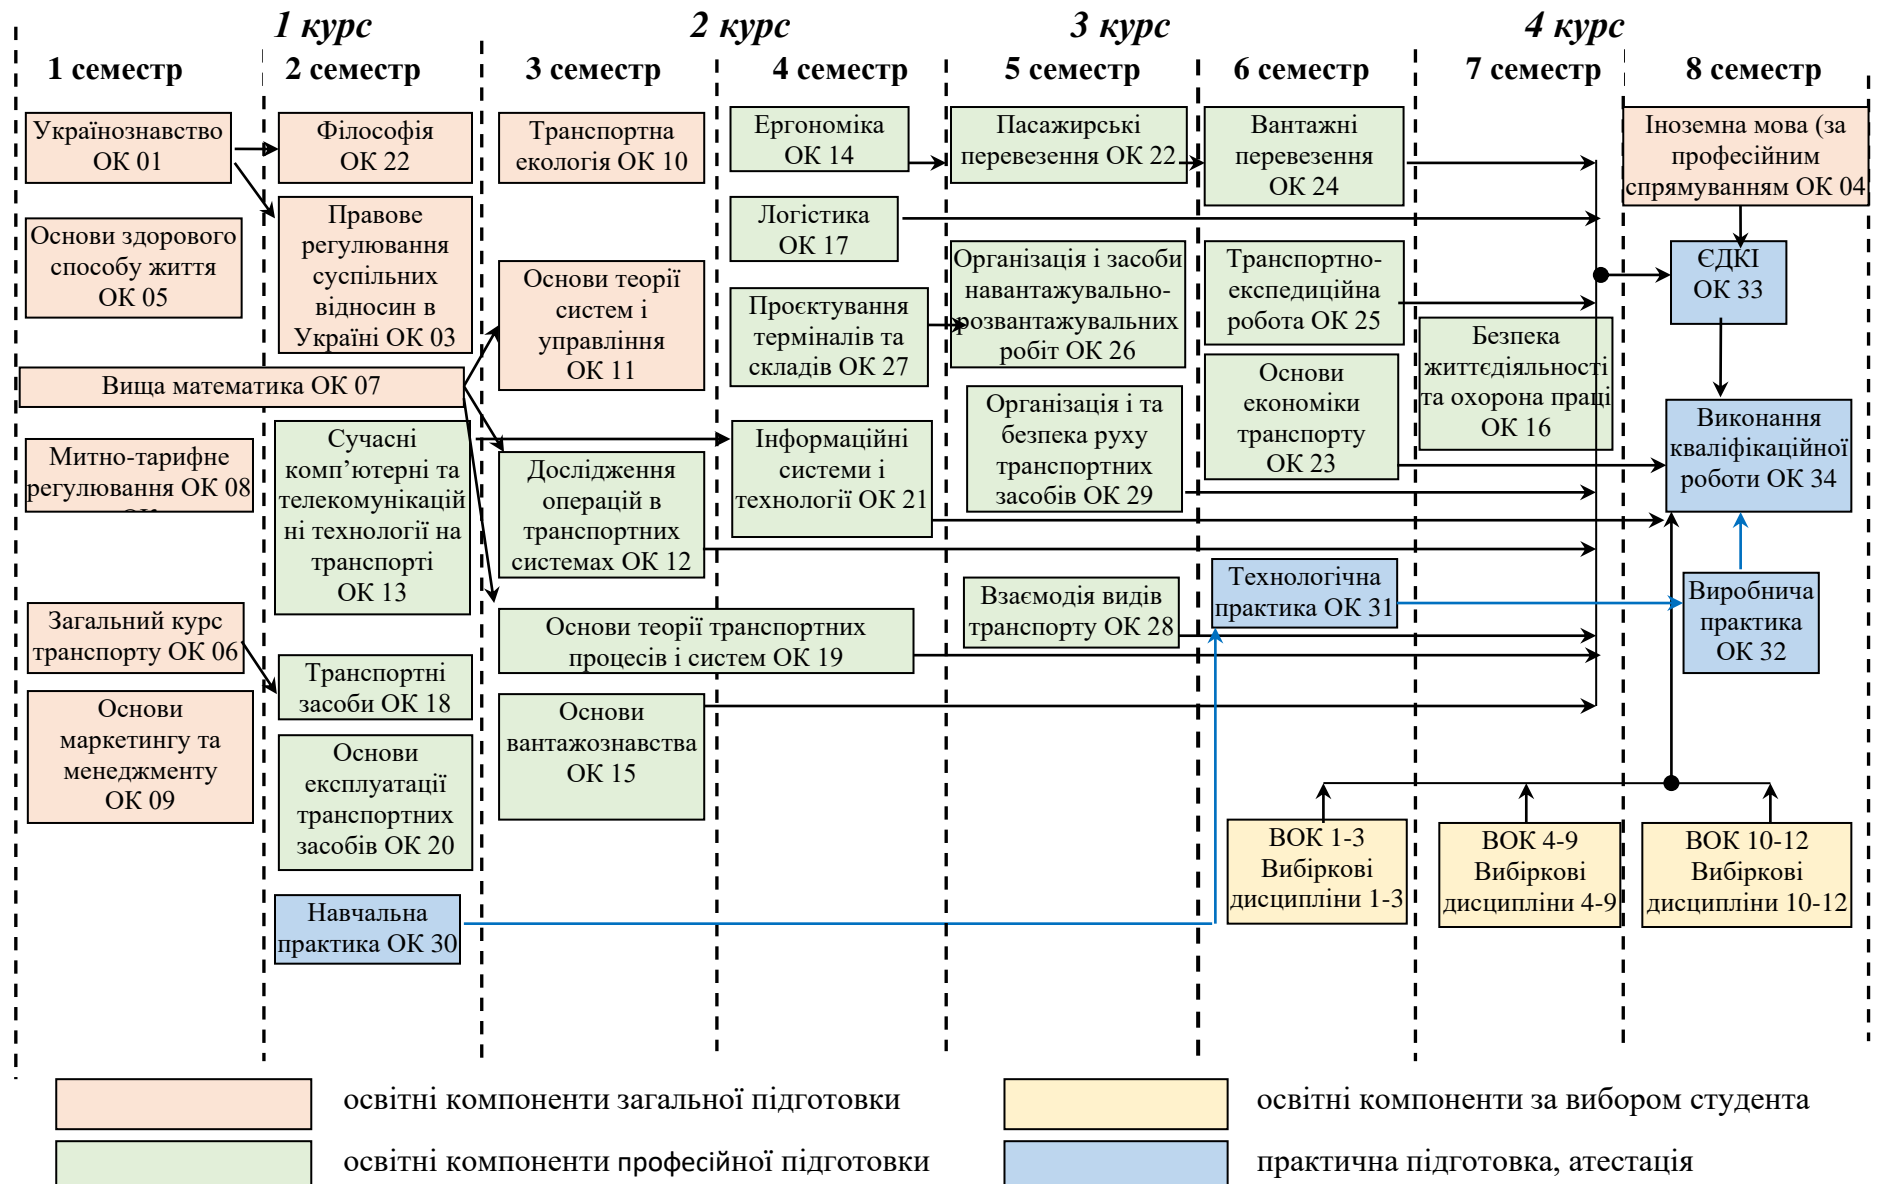 1 курс
2 курс
3 курс
4 курс
1 семестр
2 семестр
3 семестр
4 семестр
5 семестр
6 семестр
7 семестр
8 семестр
Українознавство
ОК 01
Основи здорового
способу життя
ОК 05
Вища математика ОК 07
Митно-тарифне
регулювання ОК 08
Загальний курс
транспорту ОК 06
Основи
маркетингу та
менеджменту
ОК 09
Філософія
ОК 22
Правове
регулювання
суспільних
відносин в
Україні ОК 03
Сучасні
комп’ютерні та
телекомунікацій
ні технології на
транспорті
ОК 13
Транспортні
засоби ОК 18
Основи
експлуатації
транспортних
засобів ОК 20
Навчальна
практика ОК 30
Транспортна
екологія ОК 10
Основи теорії
систем і
управління
ОК 11
Дослідження
операцій в
транспортних
системах ОК 12
Основи теорії транспортних
процесів і систем ОК 19
Основи
вантажознавства
ОК 15
Ергономіка
ОК 14
Логістика
ОК 17
Проєктування
терміналів та
складів ОК 27
Інформаційні
системи і
технології ОК 21
Пасажирські
перевезення ОК 22
Організація і засоби
навантажувально-
розвантажувальних
робіт ОК 26
Організація і та
безпека руху
транспортних
засобів ОК 29
Взаємодія видів
транспорту ОК 28
Вантажні
перевезення
ОК 24
Транспортно-
експедиційна
робота ОК 25
Основи
економіки
транспорту
ОК 23
Технологічна
практика ОК 31
ВОК 1-3
Вибіркові
дисципліни 1-3
Безпека
життєдіяльності
та охорона праці
ОК 16
ВОК 4-9
Вибіркові
дисципліни 4-9
Іноземна мова (за
професійним
спрямуванням ОК 04
ЄДКІ
ОК 33
Виконання
кваліфікаційної
роботи ОК 34
Виробнича
практика
ОК 32
ВОК 10-12
Вибіркові
дисципліни 10-12
освітні компоненти загальної підготовки
освітні компоненти за вибором студента
освітні компоненти професійної підготовки
практична підготовка, атестація